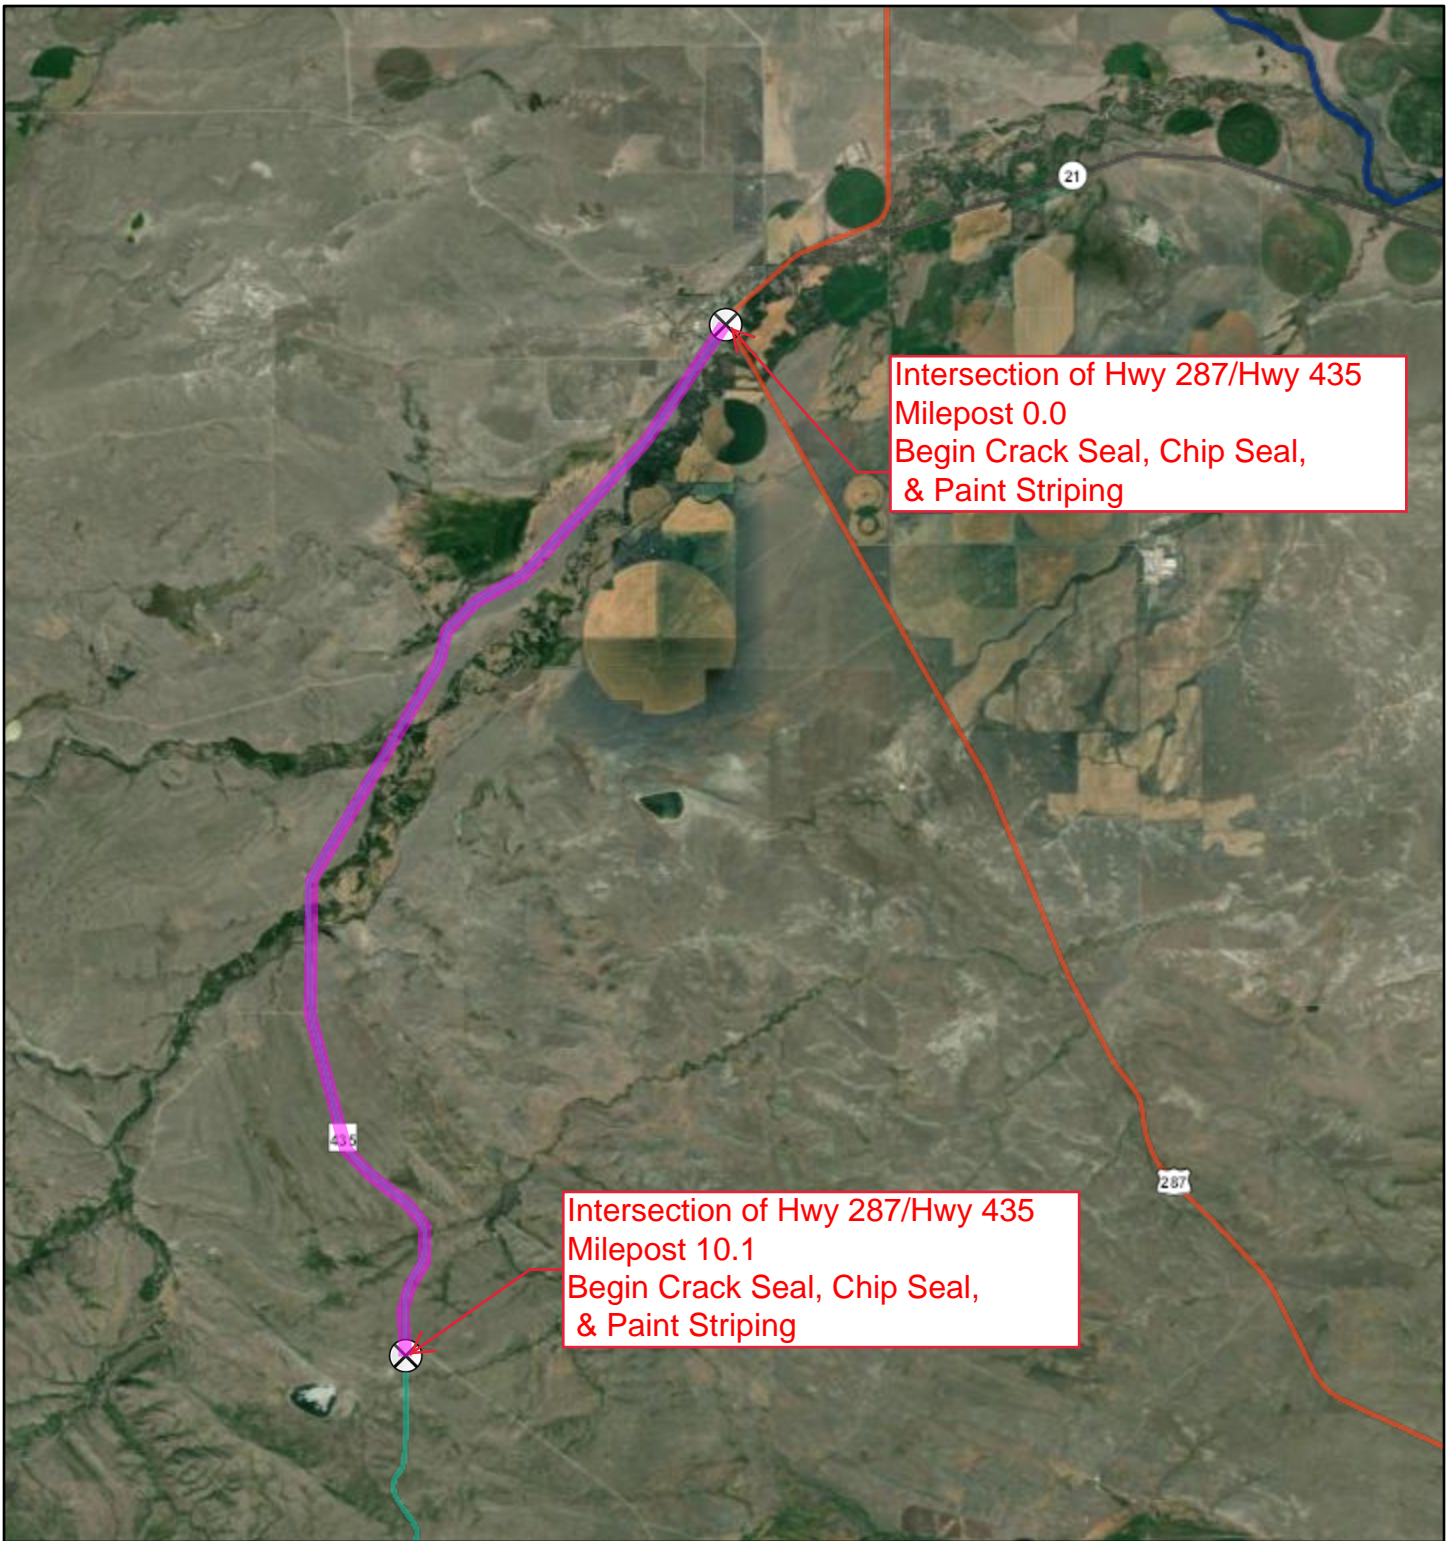 21
Intersection of Hwy 287/Hwy 435
Milepost 0.0
Begin Crack Seal, Chip Seal,
& Paint Striping
435
287
Intersection of Hwy 287/Hwy 435
Milepost 10.1
Begin Crack Seal, Chip Seal,
& Paint Striping